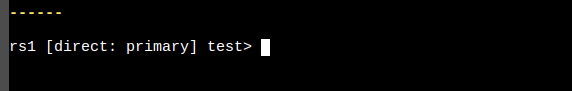 ------
rs1 [direct: primary] test>